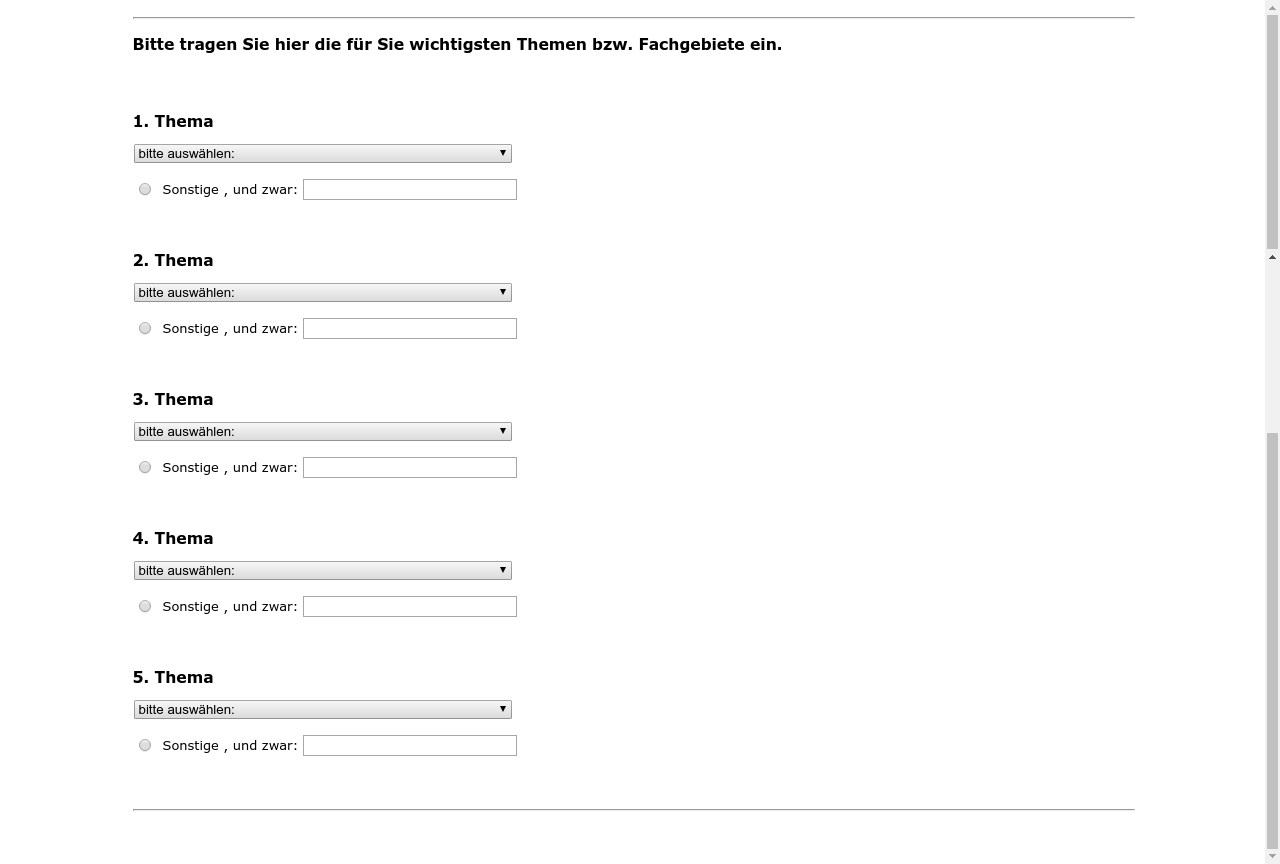 Bitte tragen Sie hier die für Sie wichtigsten Themen bzw. Fachgebiete ein.
1. Thema
bitte auswählen:
Sonstige , und zwar:
2. Thema
bitte auswählen:
Sonstige , und zwar:
3. Thema
bitte auswählen:
Sonstige , und zwar:
4. Thema
bitte auswählen:
Sonstige , und zwar:
5. Thema
bitte auswählen:
Sonstige , und zwar: